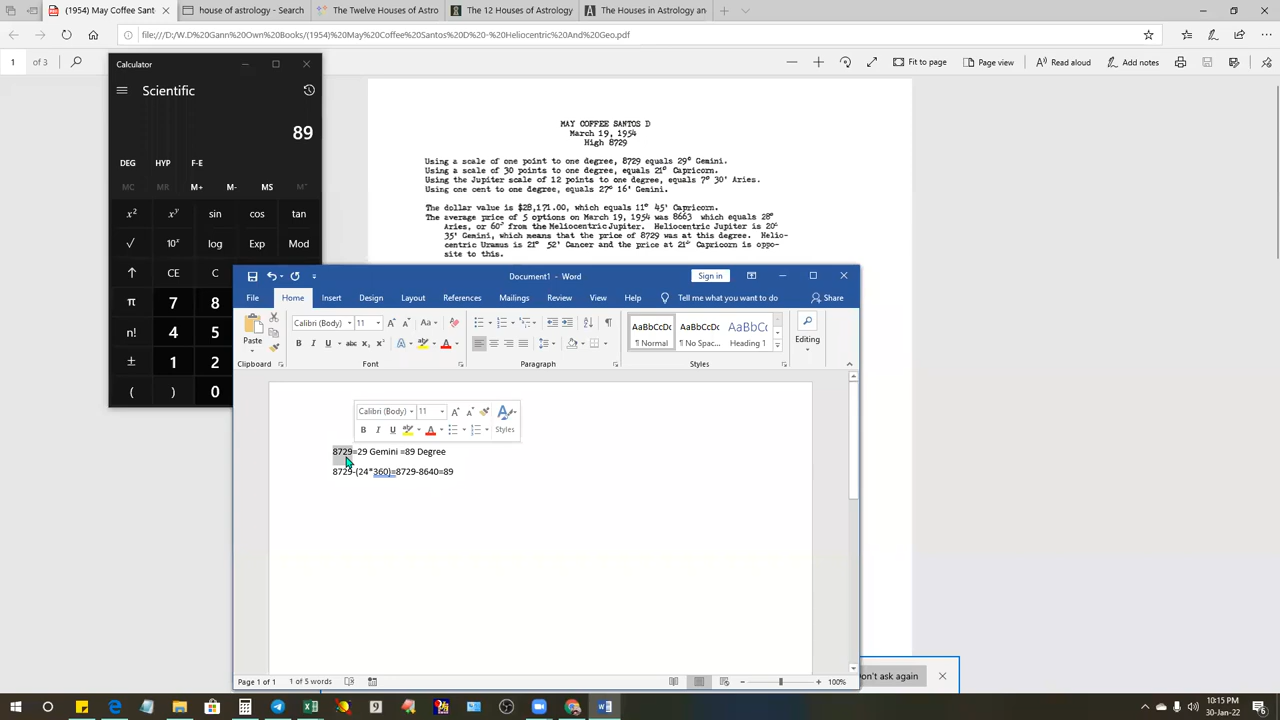 (1954) May Coffee Sant
house of astrology - Search
The Twelve Houses of Astro
The 12 Houses of Astrology
The Houses in Astrology an
file:///D:/W.D%20Gann%20Own%20Books/(1954)%20May%20Coffee%20Santos%20D%20-%20Heliocentric%20And%20Geo.pdf
1 of 3
Fit to page
Page view
Read aloud
Add notes
Calculator
Scientific
89
DEG HYP F-E
MC MR M+ M- MS
x² xʸ sin cos tan
√ 10ˣ log Exp Mod
CE C
π 7 8
n! 4 5
± 1 2
( ) 0
MAY COFFEE SANTOS D
March 19, 1954
High 8729
Using a scale of one point to one degree, 8729 equals 29° Gemini.
Using a scale of 30 points to one degree, equals 21° Capricorn.
Using the Jupiter scale of 12 points to one degree, equals 7° 30' Aries.
Using one cent to one degree, equals 27° 16' Gemini.
The dollar value is $28,171.00, which equals 11° 45' Capricorn.
The average price of 5 options on March 19, 1954 was 8663 which equals 28°
Aries, or 60° from the Meliocentric Jupiter. Heliocentric Jupiter is 20°
35' Gemini, which means that the price of 8729 was at this degree. Helio-
centric Uramus is 21° 52' Cancer and the price at 21° Capricorn is oppo-
site to this.
Document1 - Word
Sign in
File Home Insert Design Layout References Mailings Review View Help Tell me what you want to do Share
Paste
Calibri (Body) 11
Aa
B I U abc x₂ x²
AaBbCcDc AaBbCcDc AaBbCc
¶ Normal ¶ No Spac... Heading 1
Editing
Clipboard Font Paragraph Styles Editing
Calibri (Body) 11
B I U
Styles
8729=29 Gemini =89 Degree
8729-(24*360)=8729-8640=89
Page 1 of 1 1 of 5 words
100%
on't ask again
10:15 PM
30-Jan-22